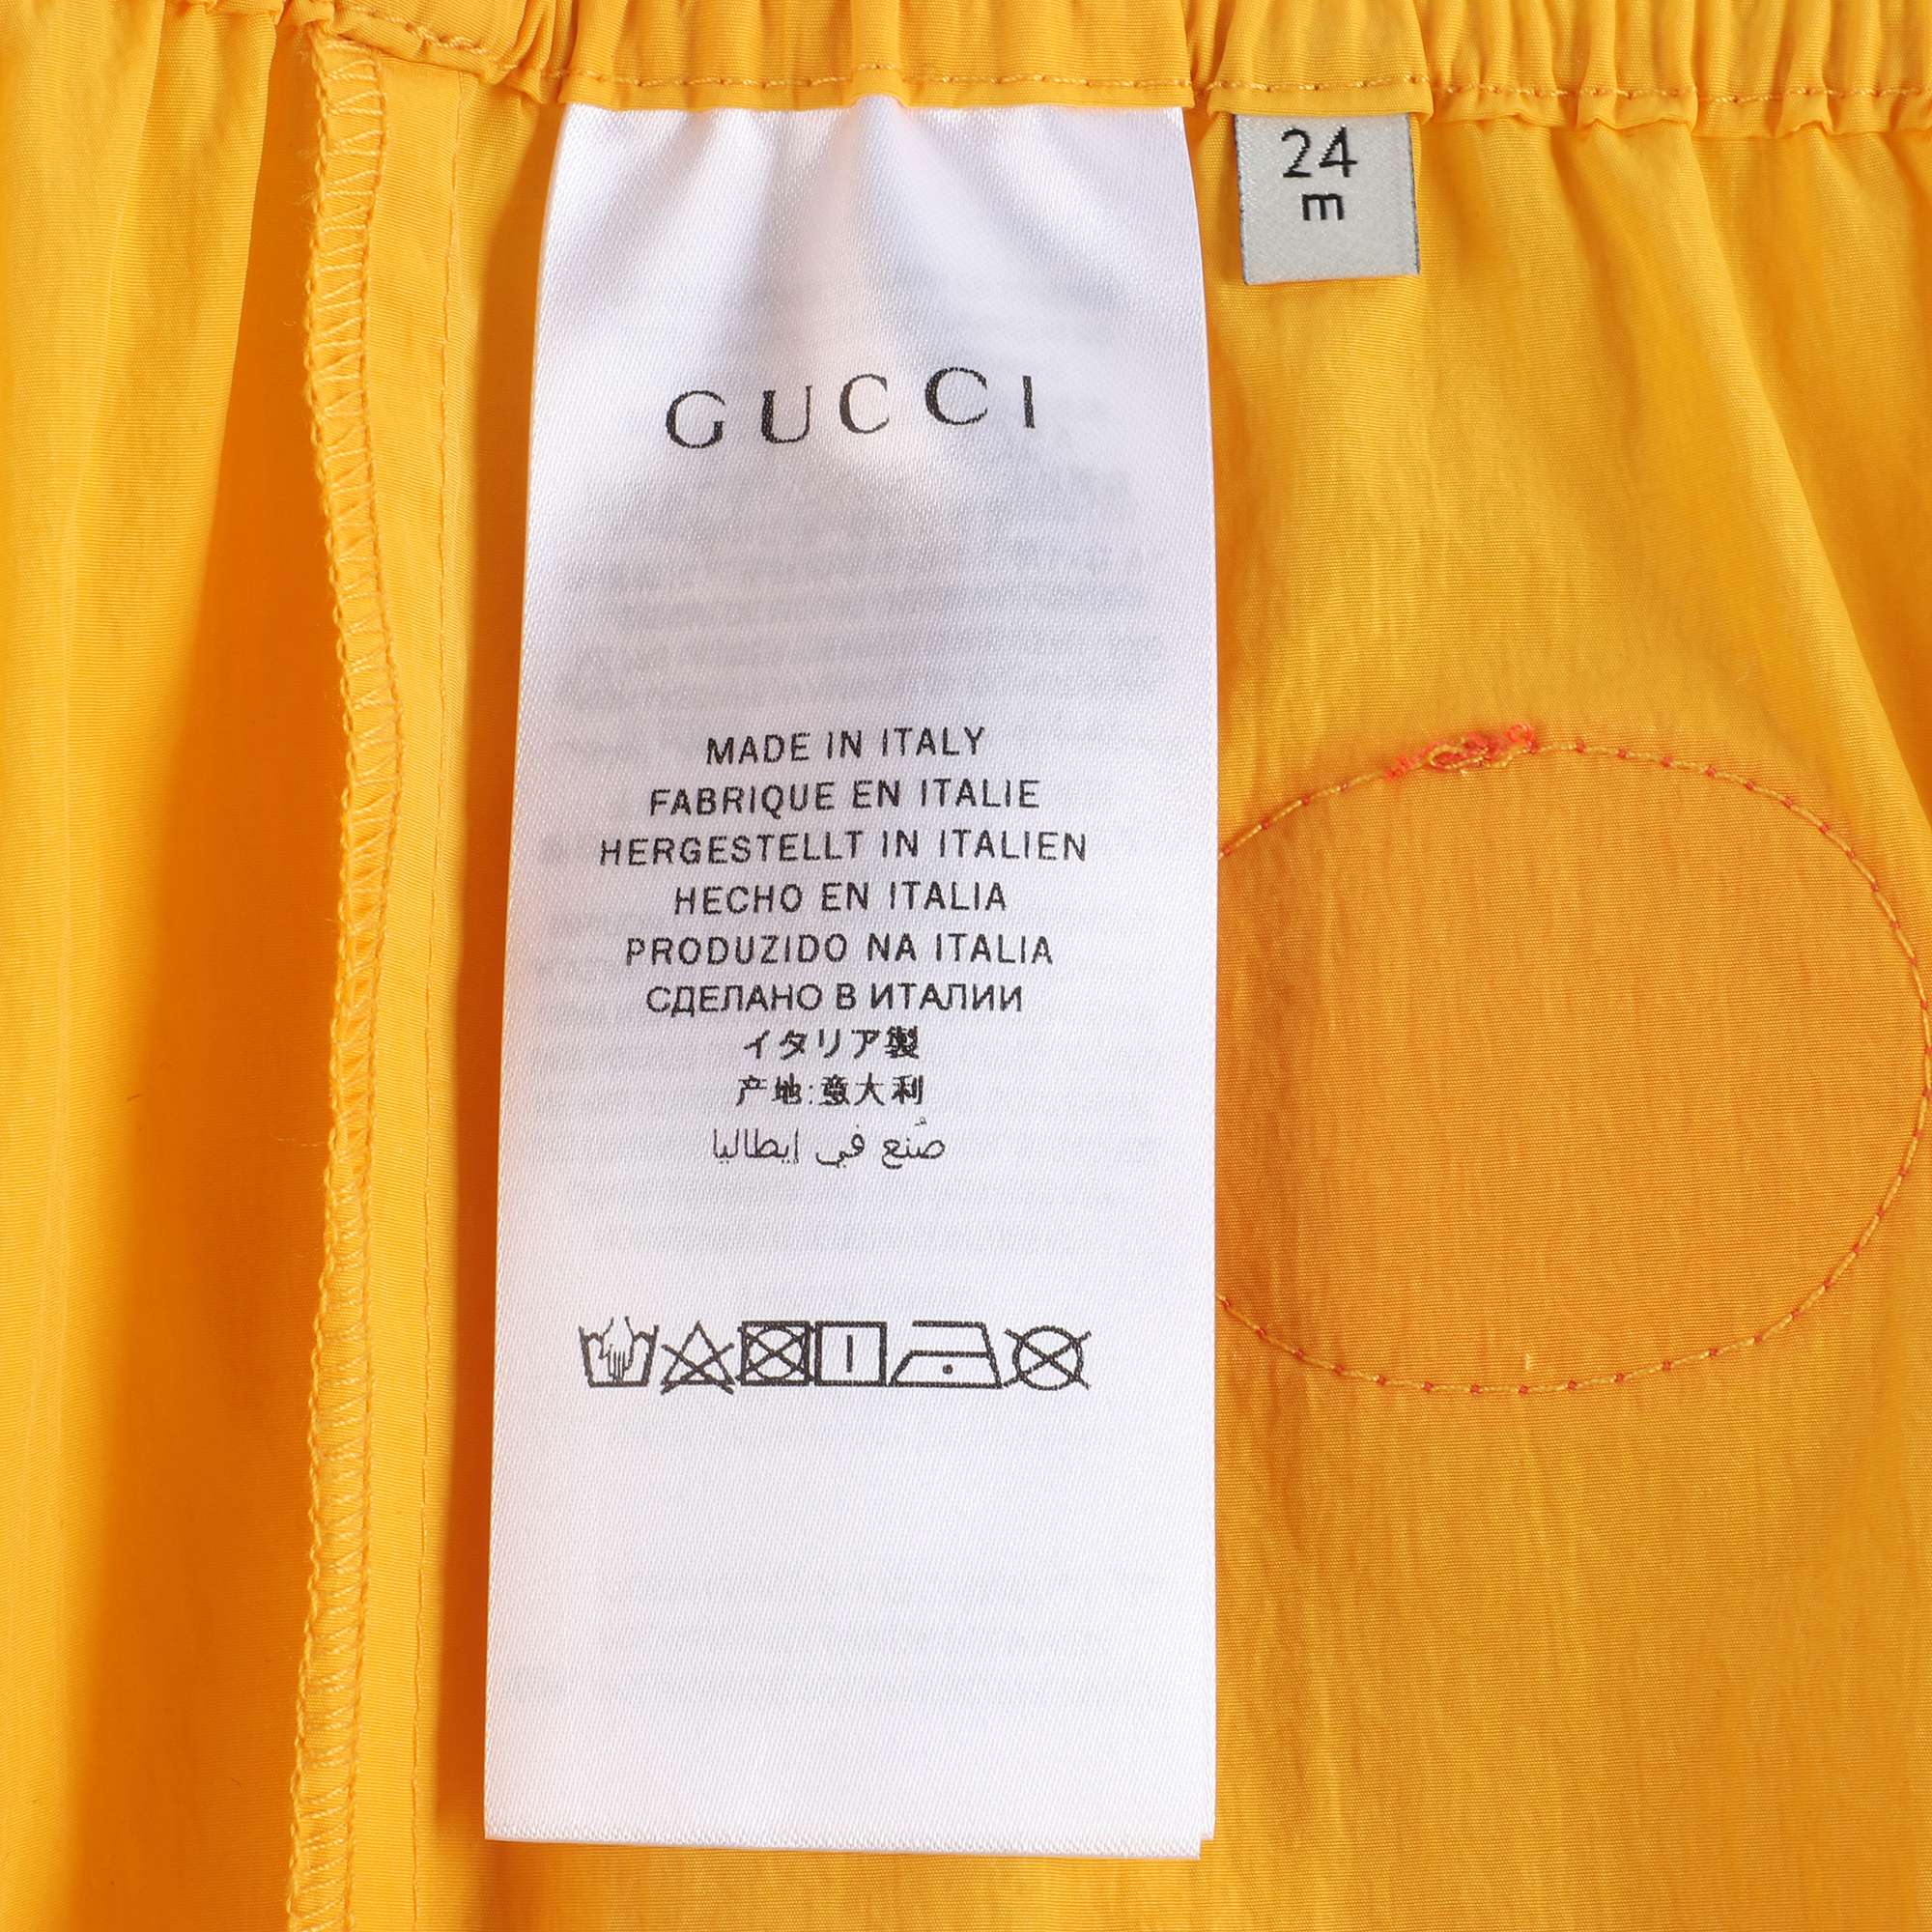 24
m
GUCCI
MADE IN ITALY
FABRIQUE EN ITALIE
HERGESTELLT IN ITALIEN
HECHO EN ITALIA
PRODUZIDO NA ITALIA
СДЕЛАНО В ИТАЛИИ
イタリア製
产地:意大利
صُنع في إيطاليا